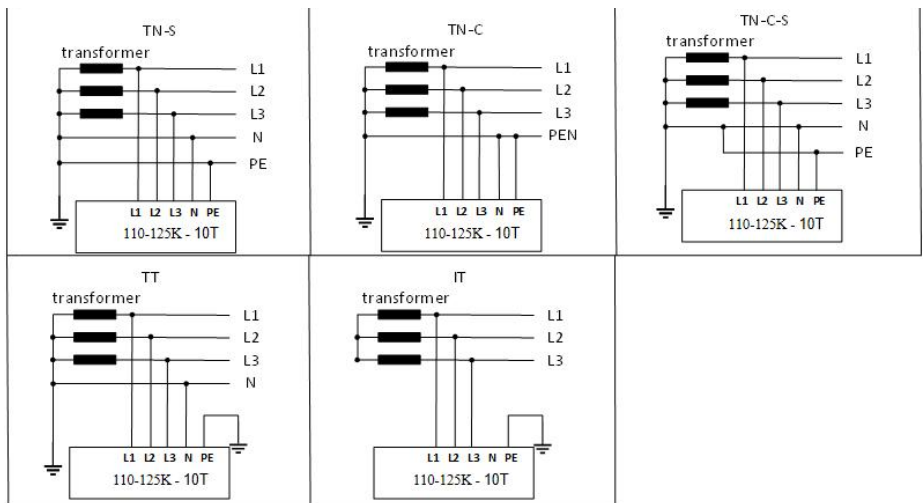 TN-S
transformer
L1
L2
L3
N
PE
L1 L2 L3 N PE
110-125K - 10T
TN-C
transformer
L1
L2
L3
PEN
L1 L2 L3 N PE
110-125K - 10T
TN-C-S
transformer
L1
L2
L3
N
PE
L1 L2 L3 N PE
110-125K - 10T
TT
transformer
L1
L2
L3
N
L1 L2 L3 N PE
110-125K - 10T
IT
transformer
L1
L2
L3
L1 L2 L3 N PE
110-125K - 10T